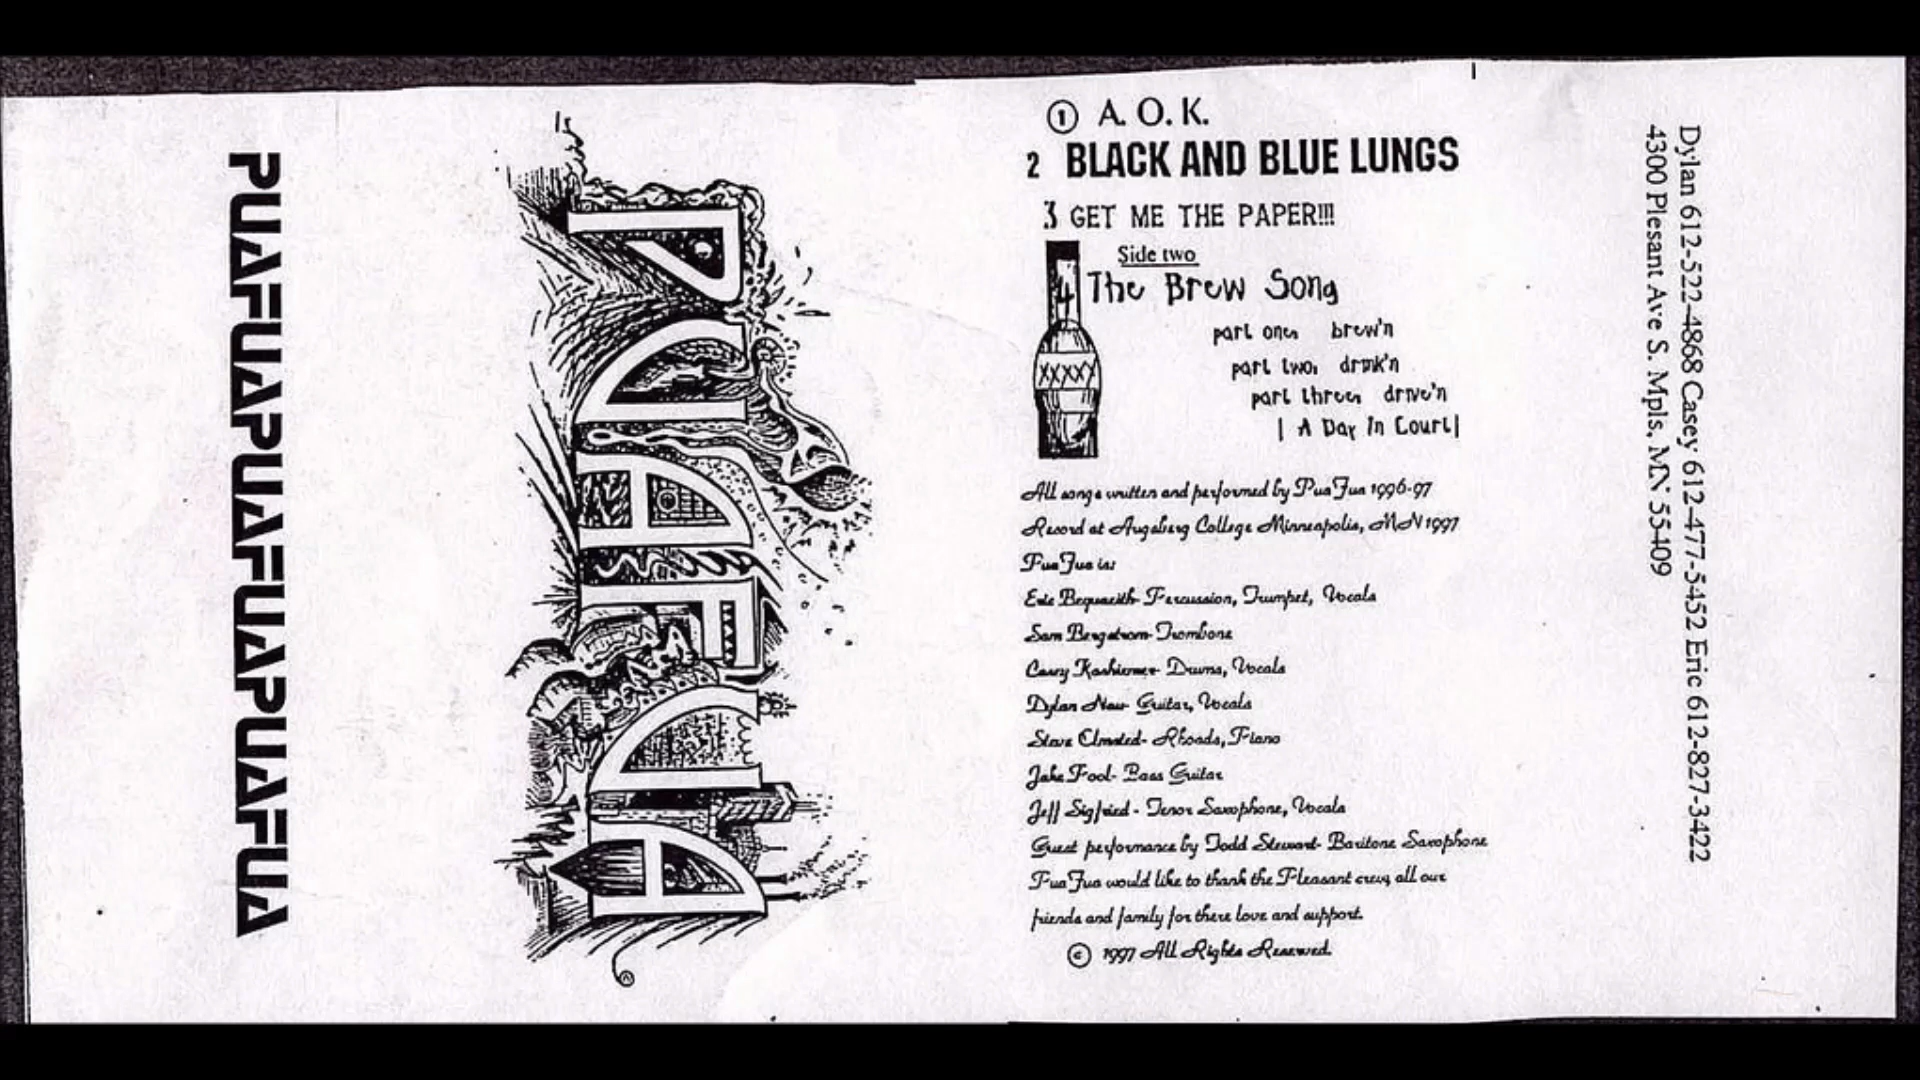 PUAFUAPUAFUAPUAFUAPUAFUA
PUAFUA
1 A. O. K.
2 BLACK AND BLUE LUNGS
3 GET ME THE PAPER!!!
Side two
4 The Brew Song
part one, brew'n
part two, drink'n
part three, drive'n
| A Day In Court|
XXXXX
All songs written and performed by PuaFua 1996-97
Record at Augsburg College Minneapolis, MN 1997
PuaFua is:
Eric Percussion, Trumpet, Vocals
Sam Bergstrom- Trombone
Casey Drums, Vocals
Dylan Guitar, Vocals
Steve Olmsted- Rhoads, Piano
Jake Pool- Bass Guitar
Jeff Sigfried - Tenor Saxophone, Vocals
Guest performance by Todd Stewart- Baritone Saxophone
PuaFua would like to thank the Pleasant crew, all our
friends and family for there love and support.
© 1997 All Rights Reserved.
Dylan 612-522-4868 Casey 612-477-5452 Eric 612-827-3422
4300 Plesant Ave S. Mpls, MN 55409